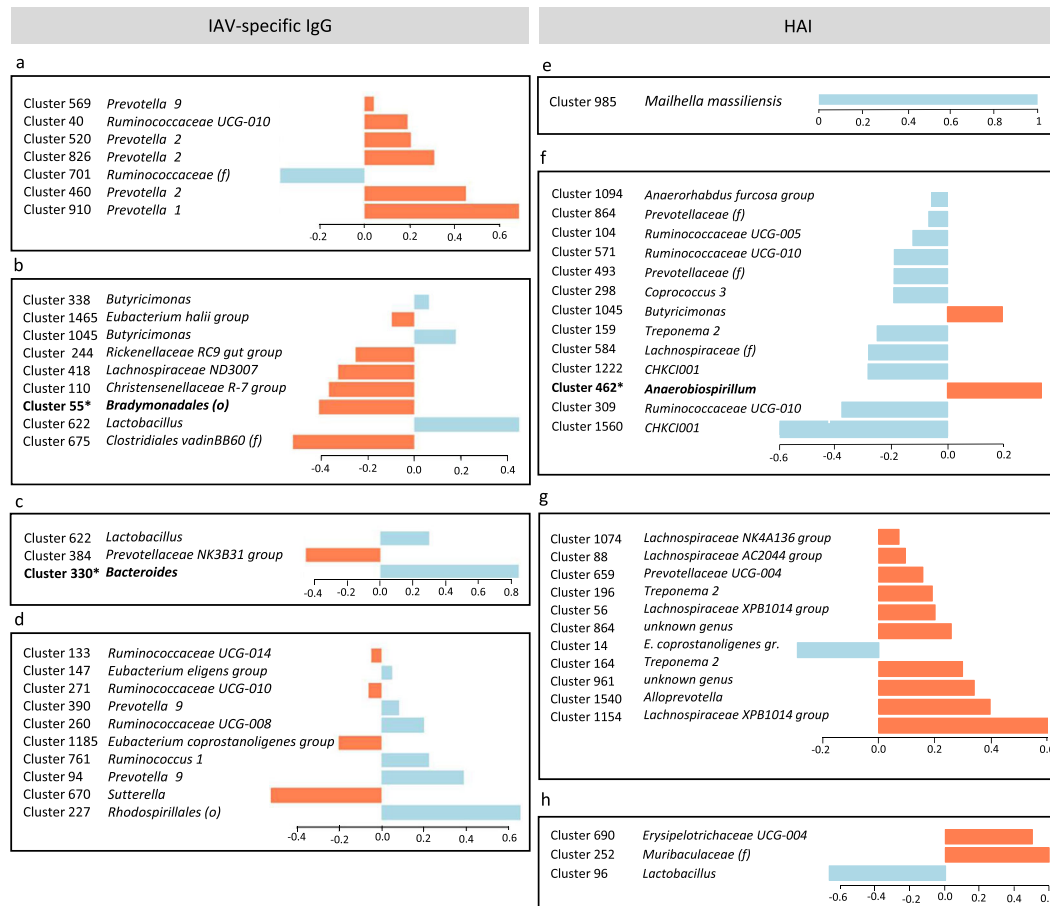 IAV-specific IgG
a
Cluster 569 Prevotella 9
Cluster 40 Ruminococcaceae UCG-010
Cluster 520 Prevotella 2
Cluster 826 Prevotella 2
Cluster 701 Ruminococcaceae (f)
Cluster 460 Prevotella 2
Cluster 910 Prevotella 1
-0.2 0.0 0.2 0.4 0.6
b
Cluster 338 Butyricimonas
Cluster 1465 Eubacterium halii group
Cluster 1045 Butyricimonas
Cluster 244 Rickenellaceae RC9 gut group
Cluster 418 Lachnospiraceae ND3007
Cluster 110 Christensenellaceae R-7 group
Cluster 55* Bradymonadales (o)
Cluster 622 Lactobacillus
Cluster 675 Clostridiales vadinBB60 (f)
-0.4 -0.2 0.0 0.2 0.4
c
Cluster 622 Lactobacillus
Cluster 384 Prevotellaceae NK3B31 group
Cluster 330* Bacteroides
-0.4 -0.2 0.0 0.2 0.4 0.6 0.8
d
Cluster 133 Ruminococcaceae UCG-014
Cluster 147 Eubacterium eligens group
Cluster 271 Ruminococcaceae UCG-010
Cluster 390 Prevotella 9
Cluster 260 Ruminococcaceae UCG-008
Cluster 1185 Eubacterium coprostanoligenes group
Cluster 761 Ruminococcus 1
Cluster 94 Prevotella 9
Cluster 670 Sutterella
Cluster 227 Rhodospirillales (o)
-0.4 -0.2 0.0 0.2 0.4 0.6
HAI
e
Cluster 985 Mailhella massiliensis
0 0.2 0.4 0.6 0.8 1
f
Cluster 1094 Anaerorhabdus furcosa group
Cluster 864 Prevotellaceae (f)
Cluster 104 Ruminococcaceae UCG-005
Cluster 571 Ruminococcaceae UCG-010
Cluster 493 Prevotellaceae (f)
Cluster 298 Coprococcus 3
Cluster 1045 Butyricimonas
Cluster 159 Treponema 2
Cluster 584 Lachnospiraceae (f)
Cluster 1222 CHKCI001
Cluster 462* Anaerobiospirillum
Cluster 309 Ruminococcaceae UCG-010
Cluster 1560 CHKCI001
-0.6 -0.4 -0.2 0.0 0.2
g
Cluster 1074 Lachnospiraceae NK4A136 group
Cluster 88 Lachnospiraceae AC2044 group
Cluster 659 Prevotellaceae UCG-004
Cluster 196 Treponema 2
Cluster 56 Lachnospiraceae XPB1014 group
Cluster 864 unknown genus
Cluster 14 E. coprostanoligenes gr.
Cluster 164 Treponema 2
Cluster 961 unknown genus
Cluster 1540 Alloprevotella
Cluster 1154 Lachnospiraceae XPB1014 group
-0.2 0.0 0.2 0.4 0.6
h
Cluster 690 Erysipelotrichaceae UCG-004
Cluster 252 Muribaculaceae (f)
Cluster 96 Lactobacillus
-0.6 -0.4 -0.2 0.0 0.2 0.4 0.6